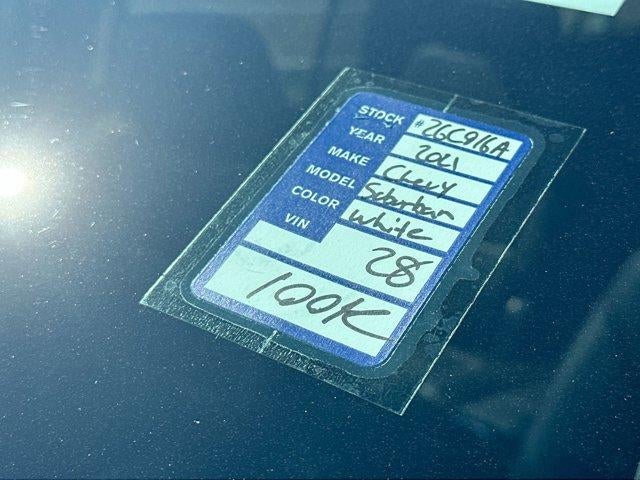 STOCK #26C916A
YEAR 2021
MAKE Chevy
MODEL Suburban
COLOR White
VIN 28
100K